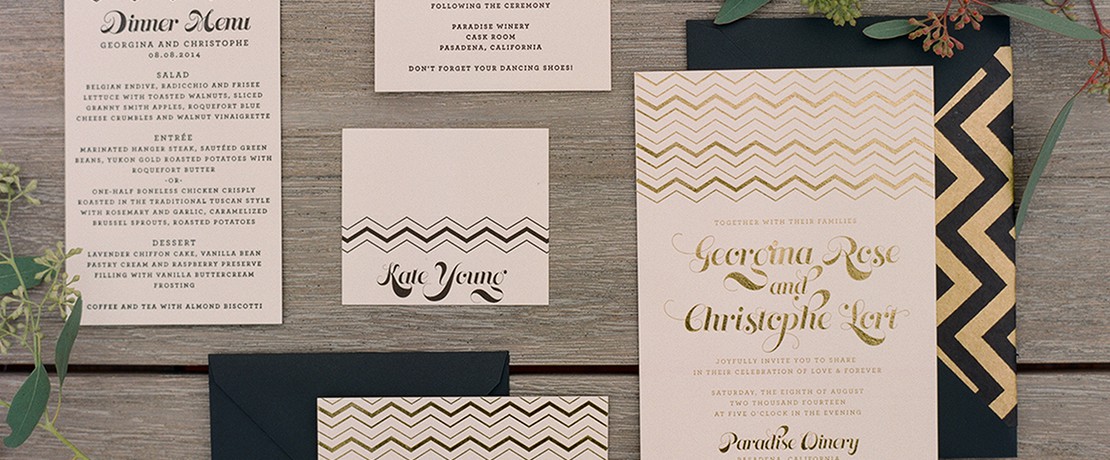 Dinner Menu
GEORGINA AND CHRISTOPHE
08.08.2014
SALAD
BELGIAN ENDIVE, RADICCHIO AND FRISEE
LETTUCE WITH TOASTED WALNUTS, SLICED
GRANNY SMITH APPLES, ROQUEFORT BLUE
CHEESE CRUMBLES AND WALNUT VINAIGRETTE
ENTRÉE
MARINATED HANGER STEAK, SAUTÉED GREEN
BEANS, YUKON GOLD ROASTED POTATOES WITH
ROQUEFORT BUTTER
-OR-
ONE-HALF BONELESS CHICKEN CRISPLY
ROASTED IN THE TRADITIONAL TUSCAN STYLE
WITH ROSEMARY AND GARLIC, CARAMELIZED
BRUSSEL SPROUTS, ROASTED POTATOES
DESSERT
LAVENDER CHIFFON CAKE, VANILLA BEAN
PASTRY CREAM AND RASPBERRY PRESERVE
FILLING WITH VANILLA BUTTERCREAM
FROSTING
COFFEE AND TEA WITH ALMOND BISCOTTI
FOLLOWING THE CEREMONY
PARADISE WINERY
CASK ROOM
PASADENA, CALIFORNIA
DON'T FORGET YOUR DANCING SHOES!
Kate Young
TOGETHER WITH THEIR FAMILIES
Georgina Rose
and
Christophe Lort
JOYFULLY INVITE YOU TO SHARE
IN THEIR CELEBRATION OF LOVE & FOREVER
SATURDAY, THE EIGHTH OF AUGUST
TWO THOUSAND FOURTEEN
AT FIVE O'CLOCK IN THE EVENING
Paradise Winery
PASADENA, CALIFORNIA